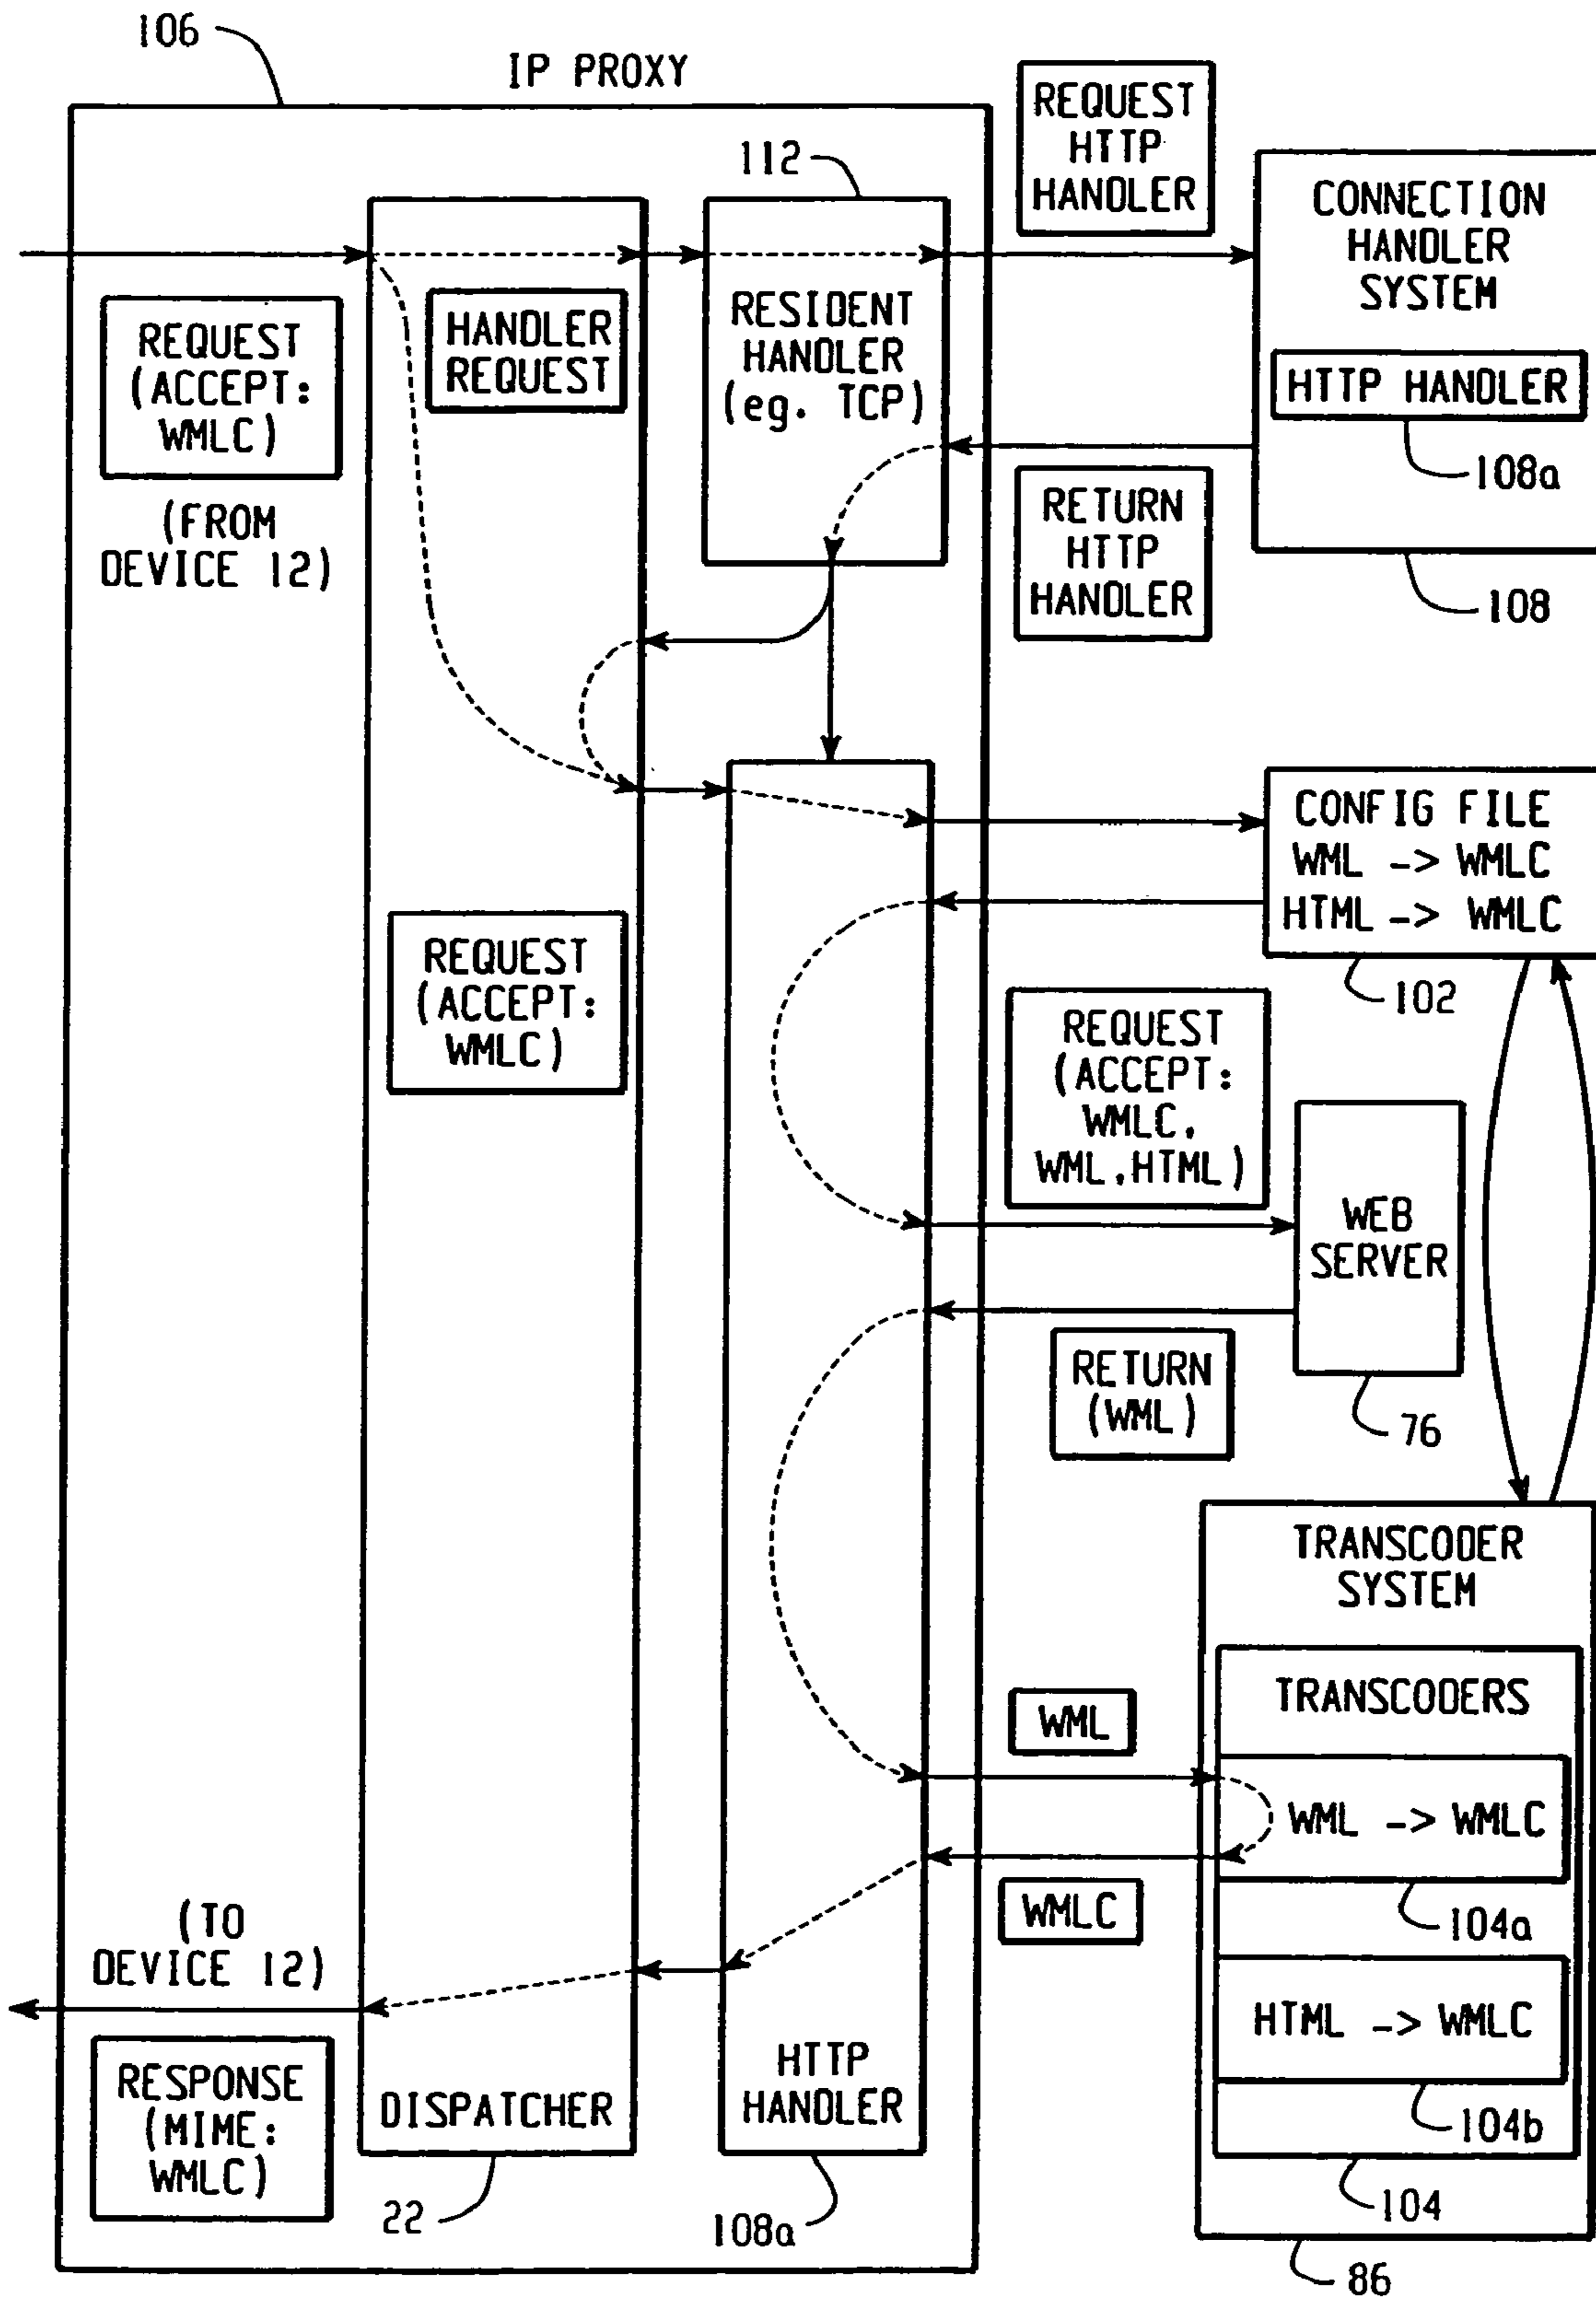 106
IP PROXY
REQUEST
HTTP
HANDLER
112
CONNECTION
HANDLER
SYSTEM
HTTP HANDLER
108a
108
REQUEST
(ACCEPT:
WMLC)
(FROM
DEVICE 12)
HANDLER
REQUEST
RESIDENT
HANDLER
(eg. TCP)
RETURN
HTTP
HANDLER
CONFIG FILE
WML -> WMLC
HTML -> WMLC
102
REQUEST
(ACCEPT:
WMLC)
REQUEST
(ACCEPT:
WMLC,
WML,HTML)
WEB
SERVER
76
RETURN
(WML)
TRANSCODER
SYSTEM
TRANSCODERS
WML
WML -> WMLC
104a
WMLC
HTML -> WMLC
104b
104
86
(TO
DEVICE 12)
RESPONSE
(MIME:
WMLC)
DISPATCHER
22
HTTP
HANDLER
108a